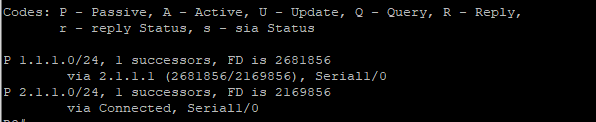 Codes: P - Passive, A - Active, U - Update, Q - Query, R - Reply,
       r - reply Status, s - sia Status

P 1.1.1.0/24, 1 successors, FD is 2681856
        via 2.1.1.1 (2681856/2169856), Serial1/0
P 2.1.1.0/24, 1 successors, FD is 2169856
        via Connected, Serial1/0